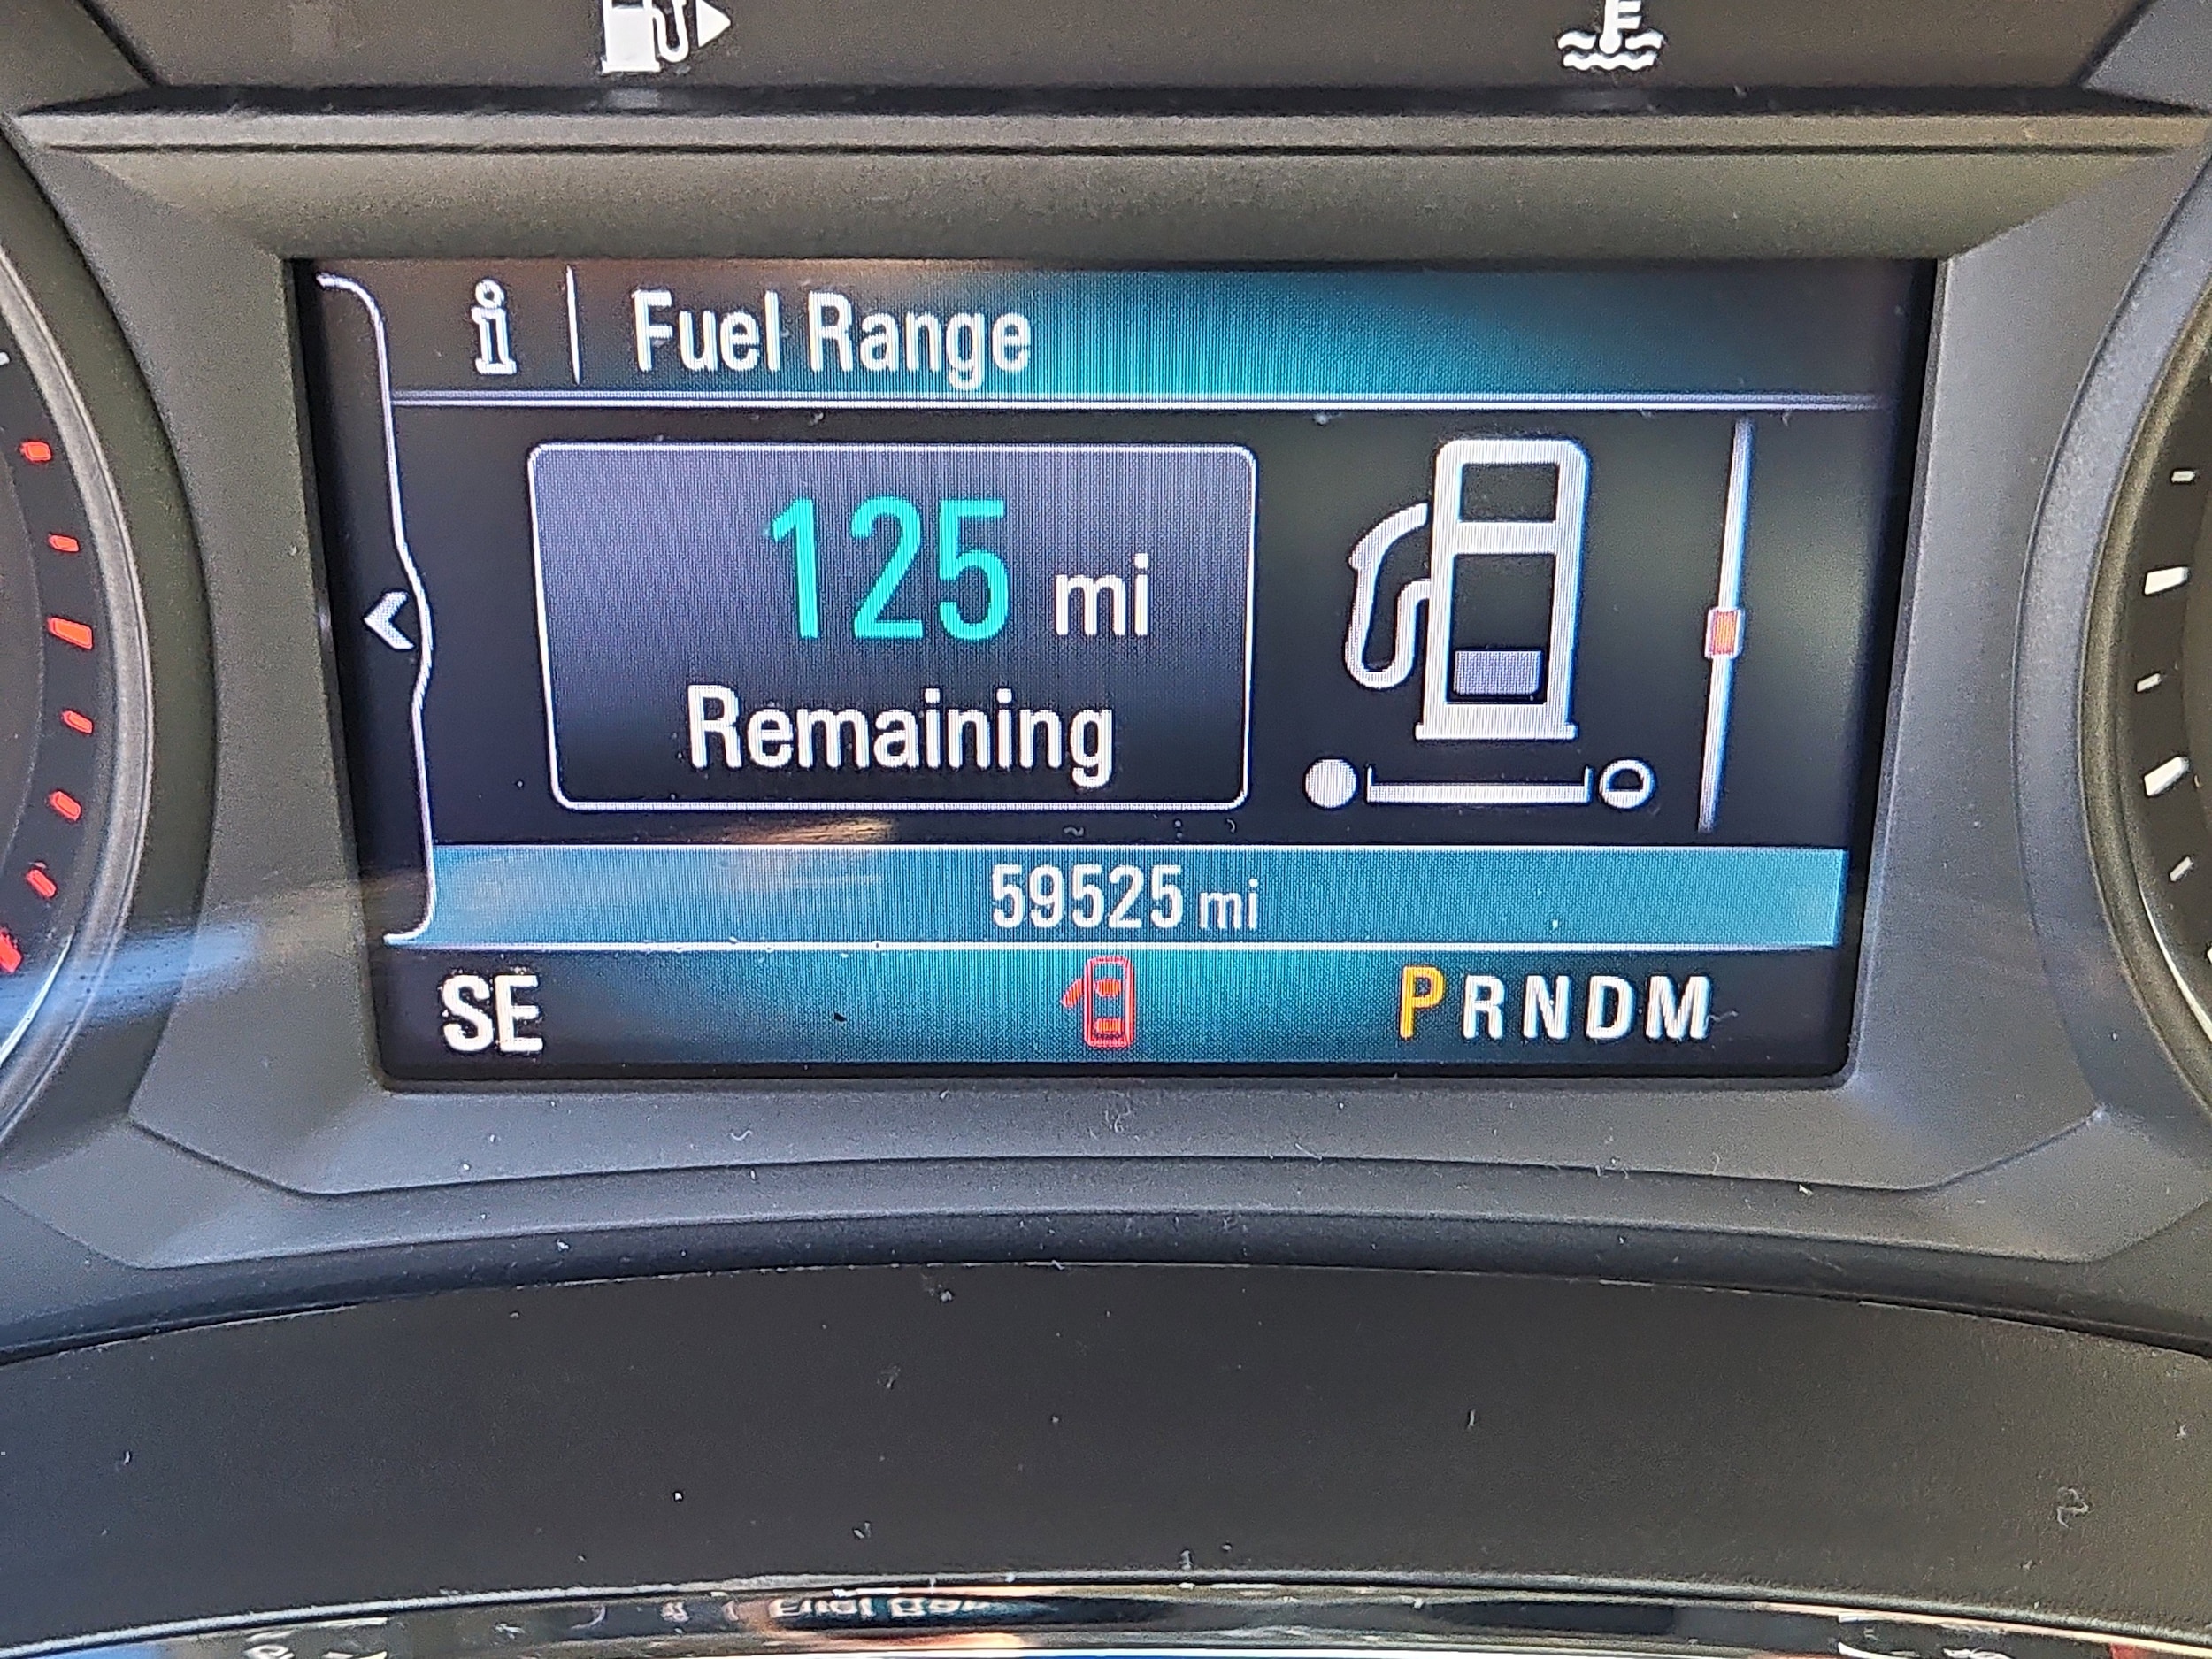 i Fuel Range
125 mi
Remaining
59525 mi
SE PRNDM